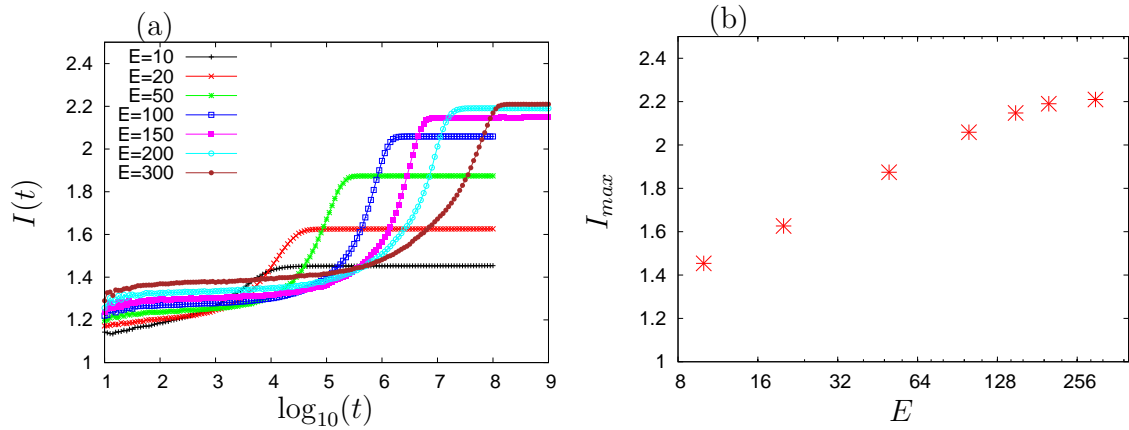 (a)
I(t)
2.4
2.2
2
1.8
1.6
1.4
1.2
1
E=10
E=20
E=50
E=100
E=150
E=200
E=300
1 2 3 4 5 6 7 8 9
log₁₀(t)
(b)
I_max
2.4
2.2
2
1.8
1.6
1.4
1.2
1
8 16 32 64 128 256
E